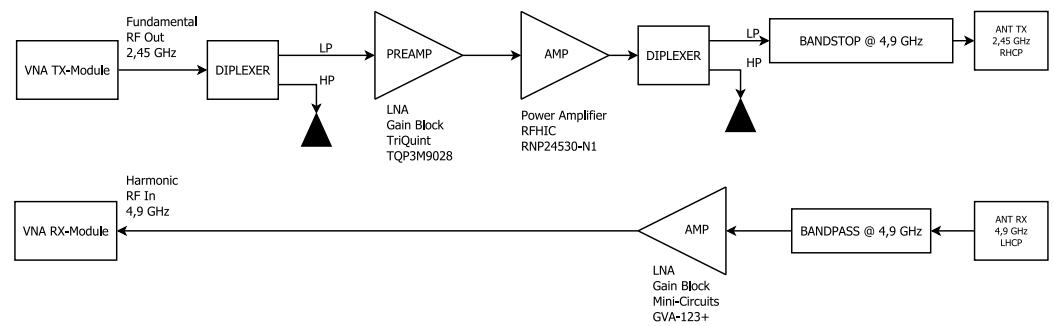 Fundamental
RF Out
2,45 GHz
VNA TX-Module
DIPLEXER
LP
HP
PREAMP
LNA
Gain Block
TriQuint
TQP3M9028
AMP
Power Amplifier
RFHIC
RNP24530-N1
DIPLEXER
LP
HP
BANDSTOP @ 4,9 GHz
ANT TX
2,45 GHz
RHCP
Harmonic
RF In
4,9 GHz
VNA RX-Module
AMP
LNA
Gain Block
Mini-Circuits
GVA-123+
BANDPASS @ 4,9 GHz
ANT RX
4,9 GHz
LHCP